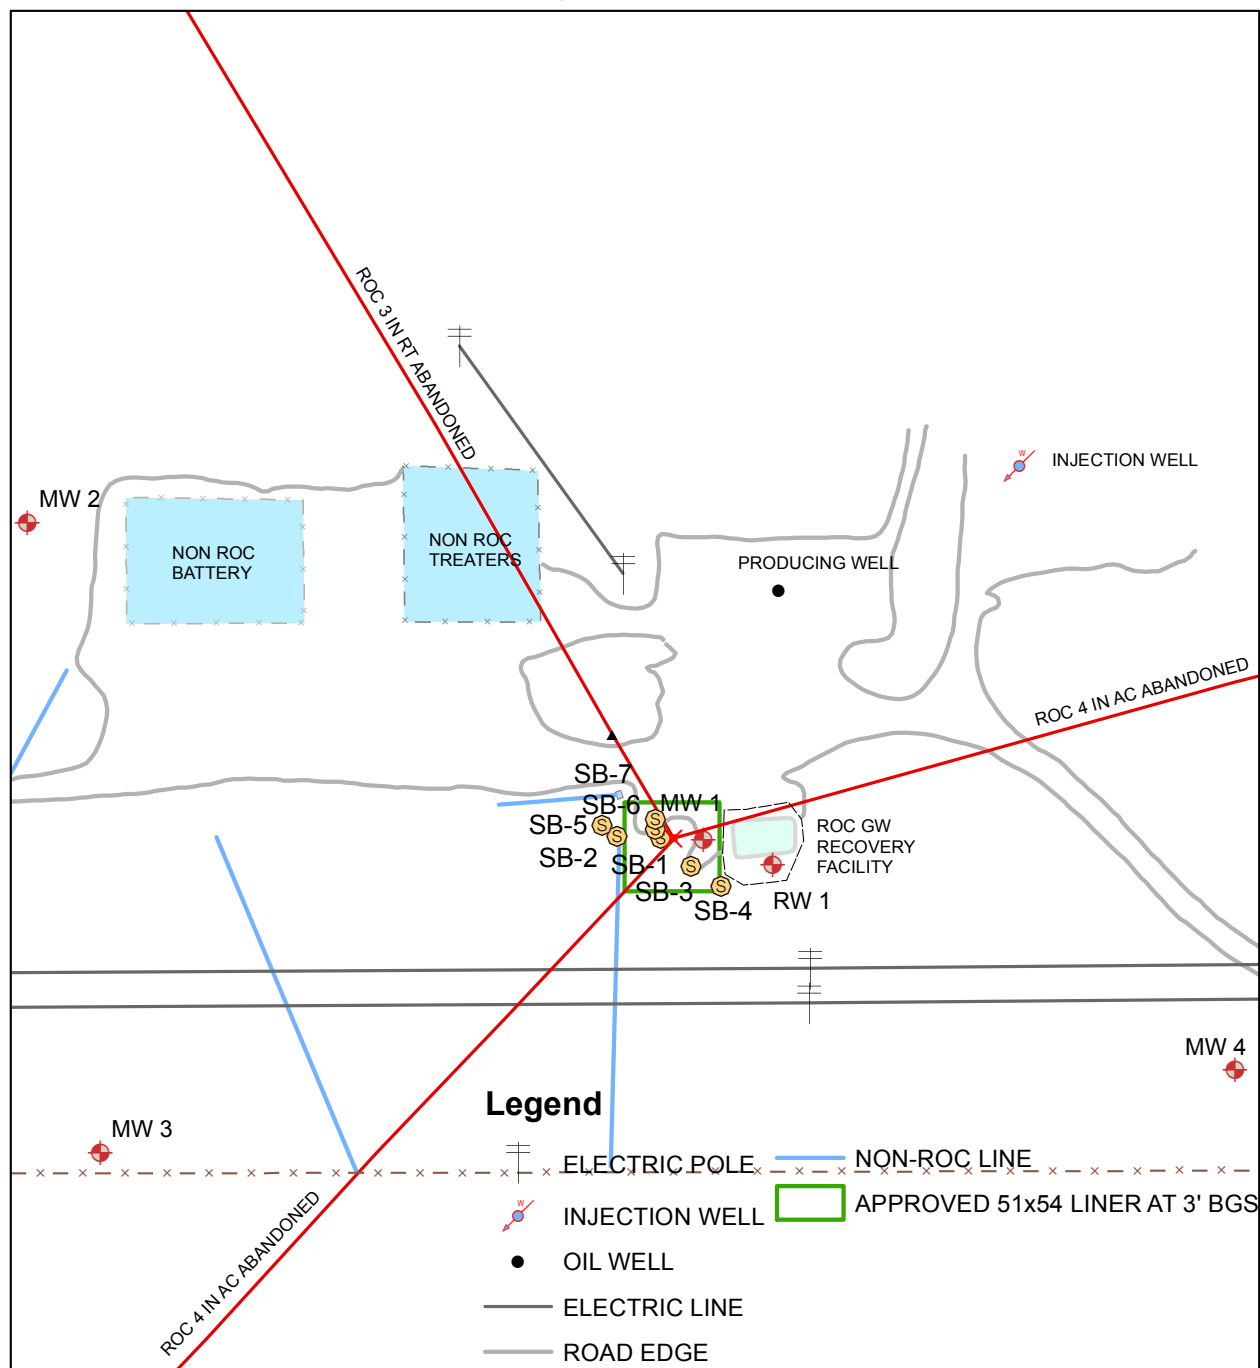 ROC 3 IN RT ABANDONED
W
INJECTION WELL
MW 2
NON ROC
BATTERY
NON ROC
TREATERS
PRODUCING WELL
ROC 4 IN AC ABANDONED
SB-7
SB-6
MW 1
SB-5
SB-2
SB-1
SB-3
SB-4
S
S
S
S
S
S
S
ROC GW
RECOVERY
FACILITY
RW 1
MW 4
MW 3
ROC 4 IN AC ABANDONED
Legend
ELECTRIC POLE
W
INJECTION WELL
OIL WELL
ELECTRIC LINE
ROAD EDGE
NON-ROC LINE
APPROVED 51x54 LINER AT 3' BGS